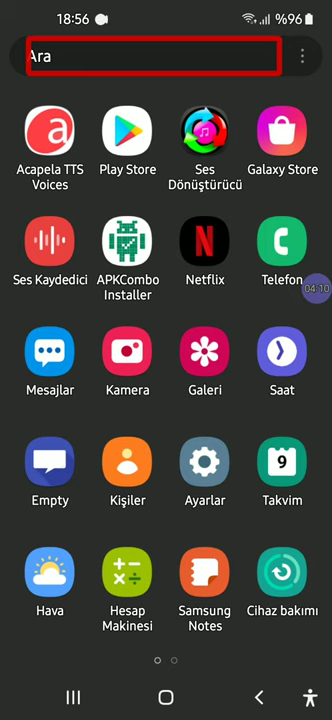 18:56 %96
Ara
Acapela TTS
Voices
Play Store
Ses
Dönüştürücü
Galaxy Store
Ses Kaydedici
APKCombo
Installer
Netflix
Telefon
04:10
Mesajlar
Kamera
Galeri
Saat
Empty
Kişiler
Ayarlar
9
Takvim
Hava
Hesap
Makinesi
Samsung
Notes
Cihaz bakımı